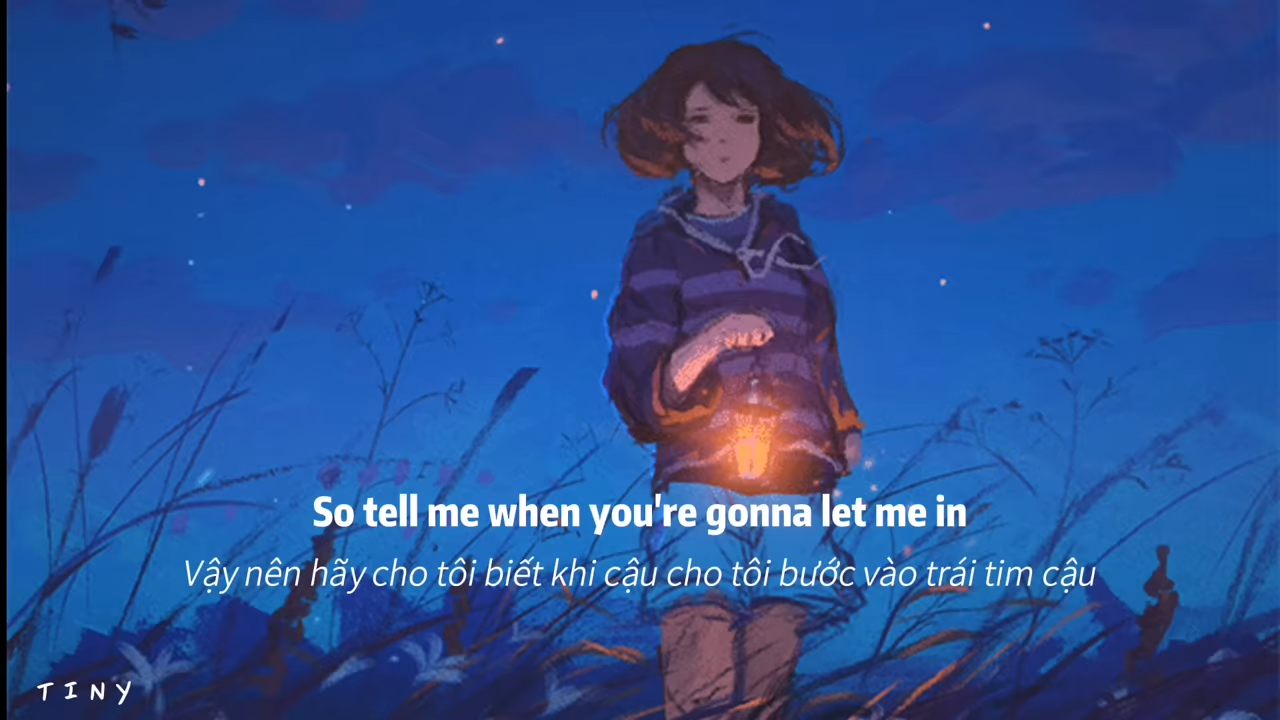 So tell me when you're gonna let me in
Vậy nên hãy cho tôi biết khi cậu cho tôi bước vào trái tim cậu
TINY